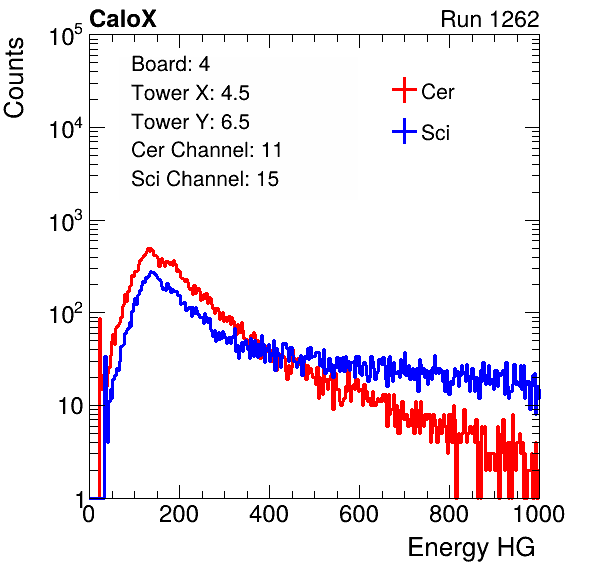 CaloX Run 1262
Counts
Board: 4
Tower X: 4.5
Tower Y: 6.5
Cer Channel: 11
Sci Channel: 15
Cer
Sci
10^5
10^4
10^3
10^2
10
1
0 200 400 600 800 1000
Energy HG